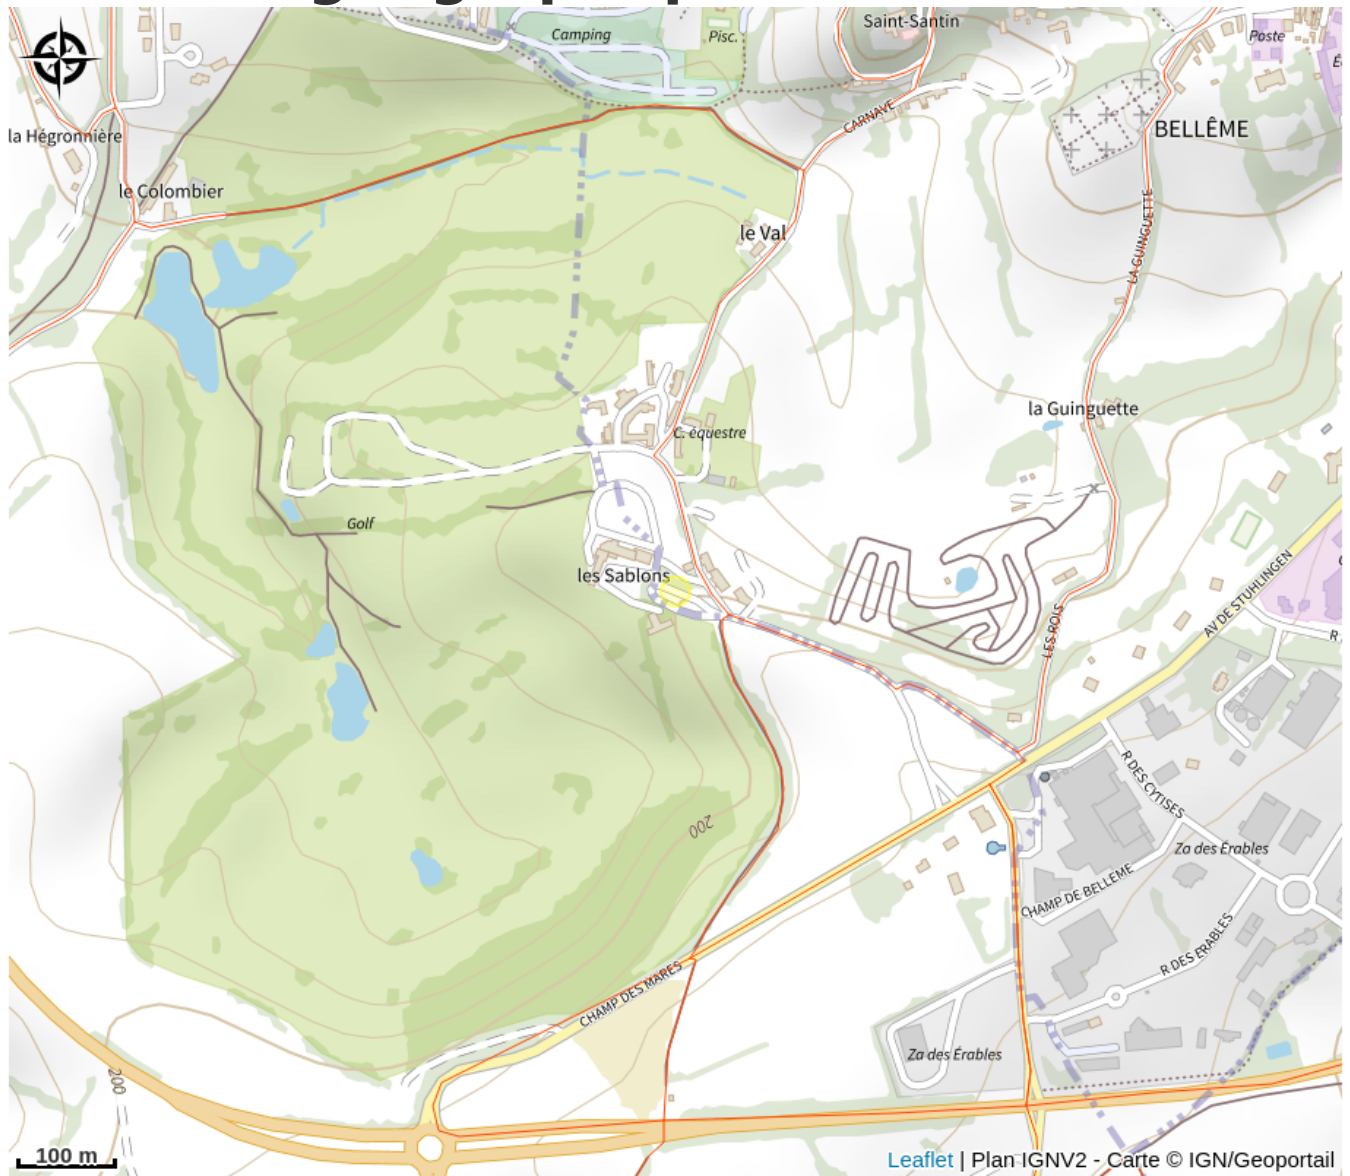 Saint-Santin
Camping
Pisc.
Poste
la Hégronnière
CARNAVE
BELLÊME
le Colombier
LA GUINGUETTE
le Val
la Guinguette
C. équestre
Golf
les Sablons
AV DE STUHLINGEN
LES ROIS
R
R DES CYTISES
200
Za des Érables
CHAMP DE BELLEME
R DES ERABLES
CHAMP DES MARES
Za des Érables
200
100 m
Leaflet | Plan IGNV2 - Carte © IGN/Geoportail